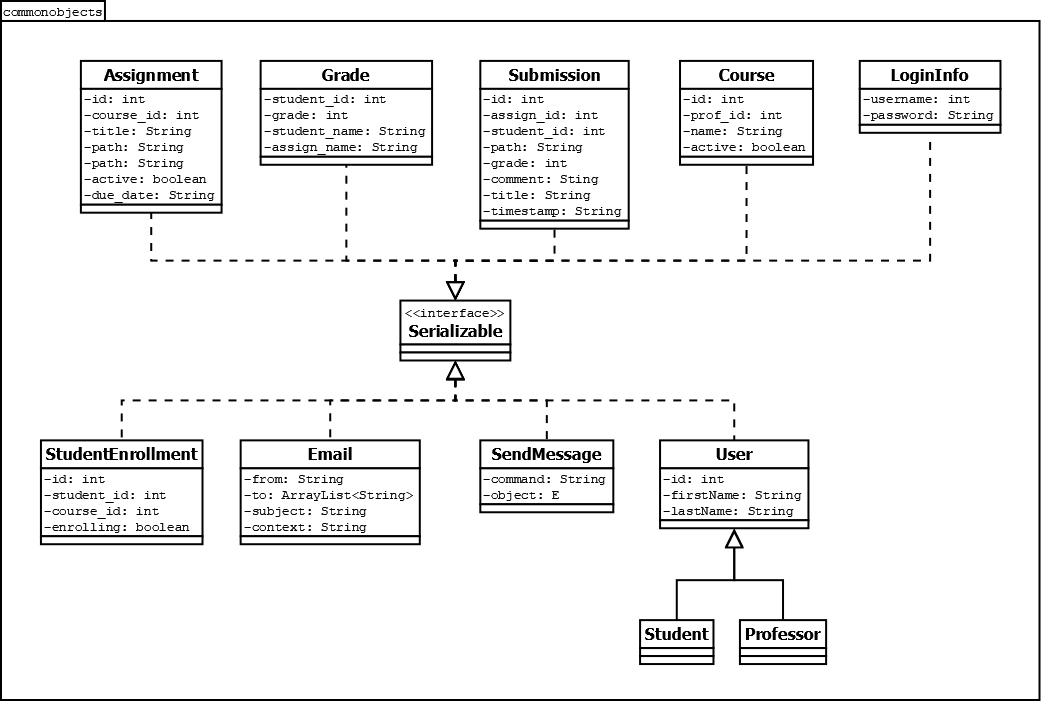 commonobjects
Assignment
-id: int
-course_id: int
-title: String
-path: String
-path: String
-active: boolean
-due_date: String
Grade
-student_id: int
-grade: int
-student_name: String
-assign_name: String
Submission
-id: int
-assign_id: int
-student_id: int
-path: String
-grade: int
-comment: Sting
-title: String
-timestamp: String
Course
-id: int
-prof_id: int
-name: String
-active: boolean
LoginInfo
-username: int
-password: String
<<interface>>
Serializable
StudentEnrollment
-id: int
-student_id: int
-course_id: int
-enrolling: boolean
Email
-from: String
-to: ArrayList<String>
-subject: String
-context: String
SendMessage
-command: String
-object: E
User
-id: int
-firstName: String
-lastName: String
Student
Professor